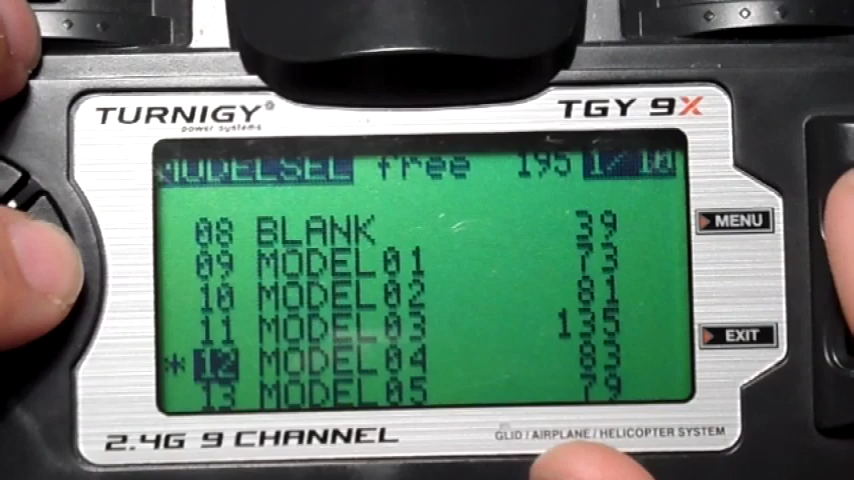 TURNIGY®
power systems
TGY 9X
MODELSEL free 195 1/10
08 BLANK 39
09 MODEL01 73
10 MODEL02 81
11 MODEL03 135
*12 MODEL04 83
13 MODEL05 79
MENU
EXIT
2.4G 9 CHANNEL
GLID/AIRPLANE/HELICOPTER SYSTEM